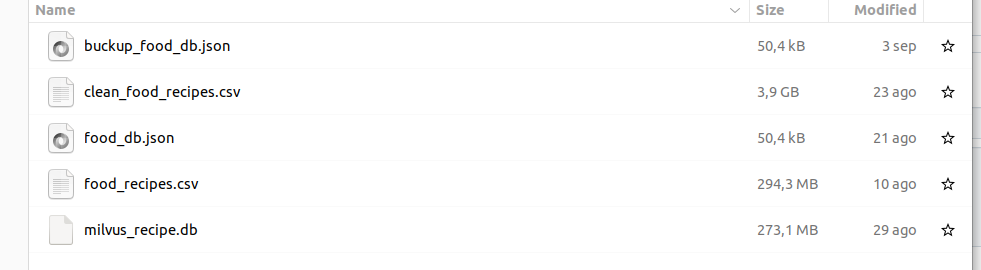 Name Size Modified
buckup_food_db.json 50,4 kB 3 sep
clean_food_recipes.csv 3,9 GB 23 ago
food_db.json 50,4 kB 21 ago
food_recipes.csv 294,3 MB 10 ago
milvus_recipe.db 273,1 MB 29 ago